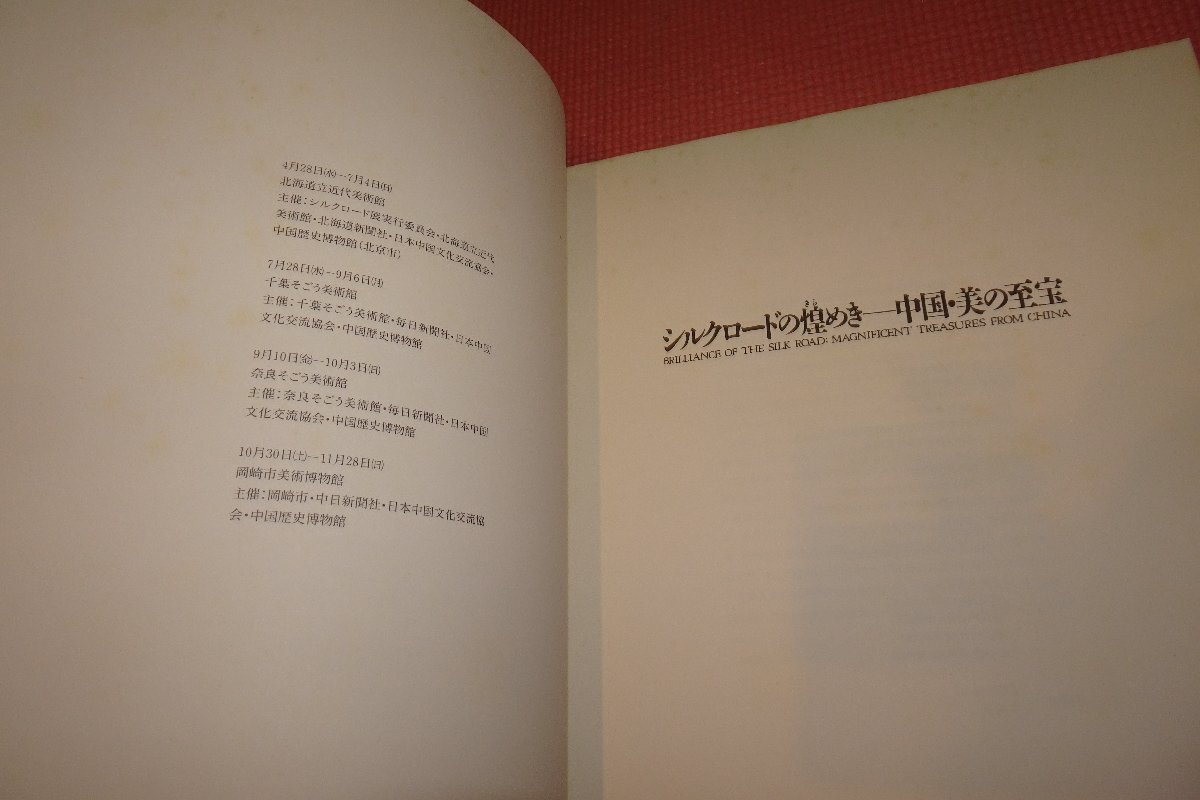 4月28日(水)―7月4日(日)
北海道立近代美術館
主催：シルクロード展実行委員会・北海道立近代
美術館・北海道新聞社・日本中国文化交流協会・
中国歴史博物館(北京市)
7月28日(水)―9月6日(月)
千葉そごう美術館
主催：千葉そごう美術館・毎日新聞社・日本中国
文化交流協会・中国歴史博物館
9月10日(金)―10月3日(日)
奈良そごう美術館
主催：奈良そごう美術館・毎日新聞社・日本中国
文化交流協会・中国歴史博物館
10月30日(土)―11月28日(日)
岡崎市美術博物館
主催：岡崎市・中日新聞社・日本中国文化交流協
会・中国歴史博物館
きら
シルクロードの煌めき―中国・美の至宝
BRILLIANCE OF THE SILK ROAD: MAGNIFICENT TREASURES FROM CHINA